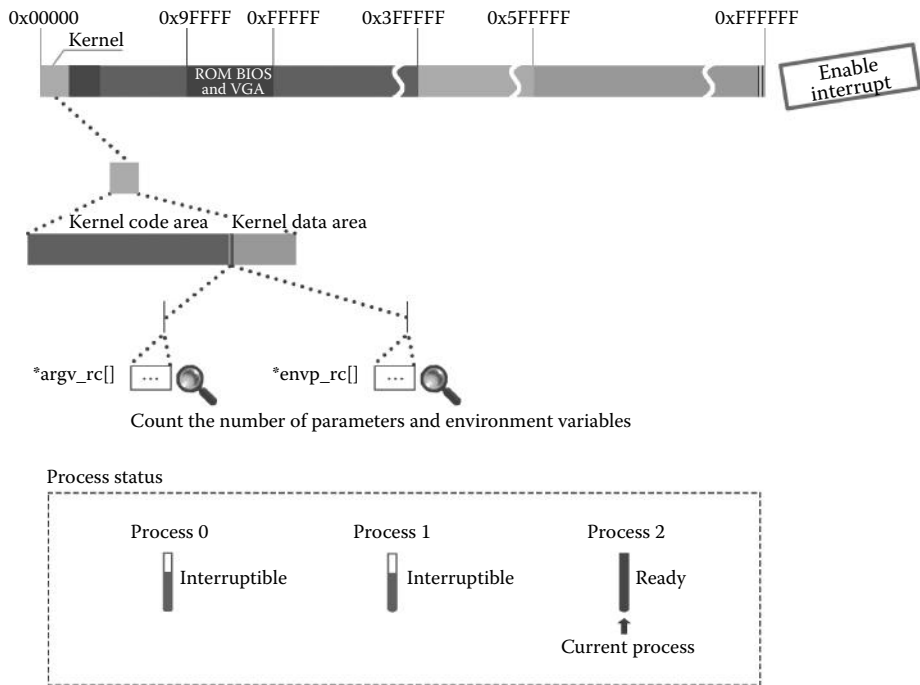 0x00000 0x9FFFF 0xFFFFF 0x3FFFFF 0x5FFFFF 0xFFFFFF
Kernel
ROM BIOS
and VGA
Enable
interrupt
Kernel code area Kernel data area
*argv_rc[] ... *envp_rc[] ...
Count the number of parameters and environment variables
Process status
Process 0 Process 1 Process 2
Interruptible Interruptible Ready
Current process